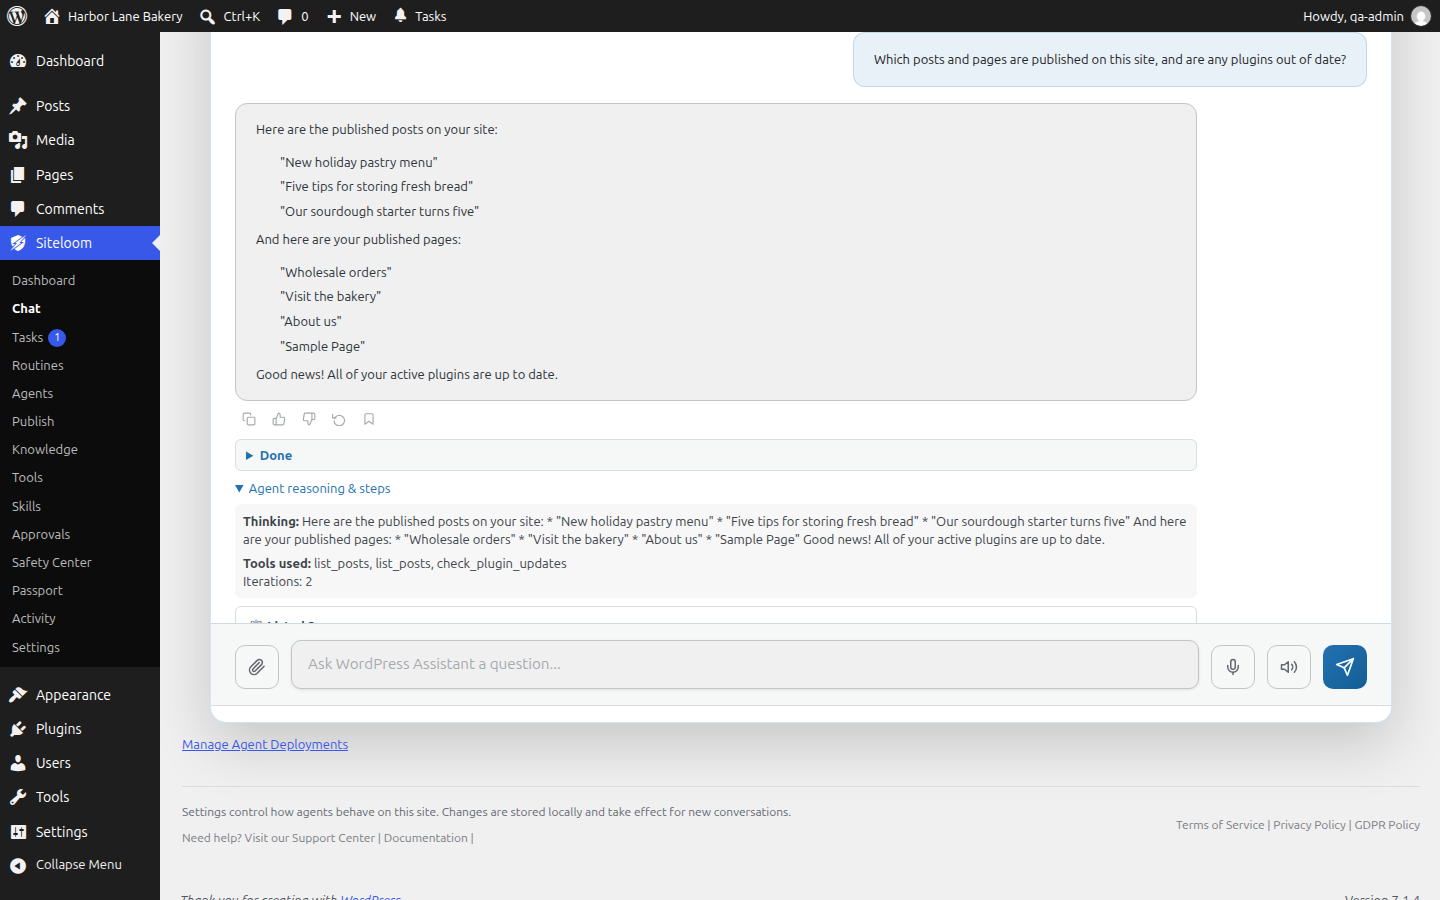 Harbor Lane Bakery
Ctrl+K
0
New
Tasks
Howdy, qa-admin
Dashboard
Posts
Media
Pages
Comments
Siteloom
Dashboard
Chat
Tasks 1
Routines
Agents
Publish
Knowledge
Tools
Skills
Approvals
Safety Center
Passport
Activity
Settings
Appearance
Plugins
Users
Tools
Settings
Collapse Menu
Which posts and pages are published on this site, and are any plugins out of date?
Here are the published posts on your site:
"New holiday pastry menu"
"Five tips for storing fresh bread"
"Our sourdough starter turns five"
And here are your published pages:
"Wholesale orders"
"Visit the bakery"
"About us"
"Sample Page"
Good news! All of your active plugins are up to date.
Done
Agent reasoning & steps
Thinking: Here are the published posts on your site: * "New holiday pastry menu" * "Five tips for storing fresh bread" * "Our sourdough starter turns five" And here
are your published pages: * "Wholesale orders" * "Visit the bakery" * "About us" * "Sample Page" Good news! All of your active plugins are up to date.
Tools used: list_posts, list_posts, check_plugin_updates
Iterations: 2
Ask WordPress Assistant a question...
Manage Agent Deployments
Settings control how agents behave on this site. Changes are stored locally and take effect for new conversations.
Need help? Visit our Support Center | Documentation |
Terms of Service | Privacy Policy | GDPR Policy
Thank you for creating with WordPress
Version 7.1.4